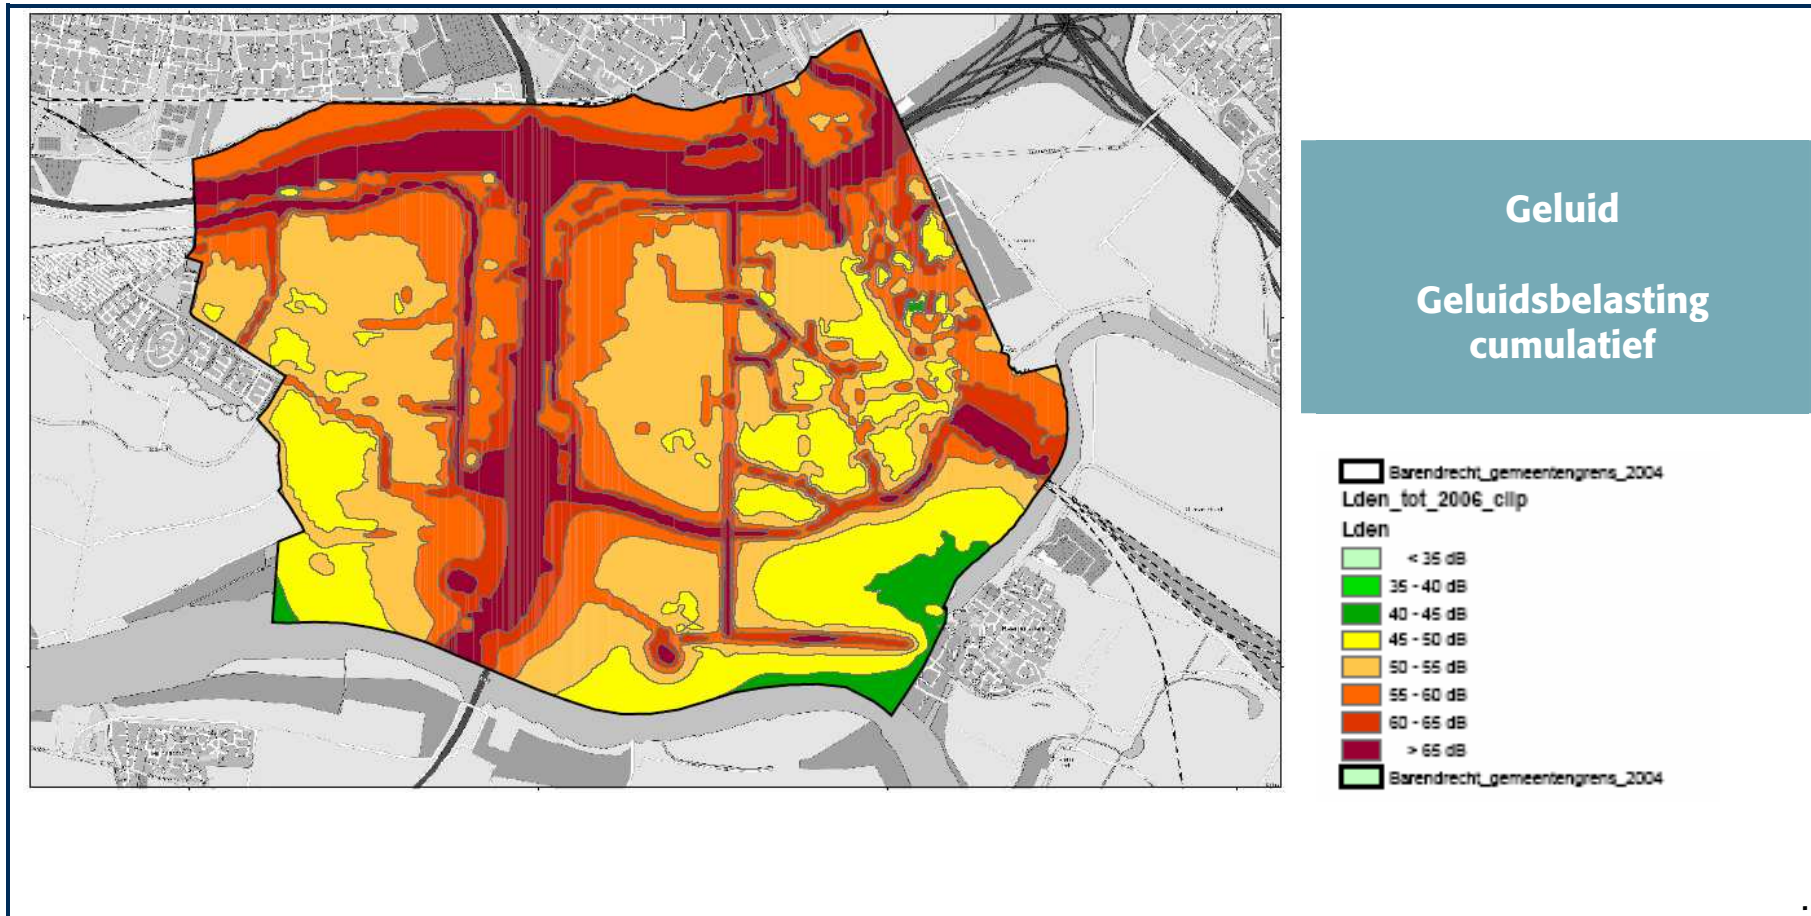 Geluid
Geluidsbelasting
cumulatief
Barendrecht_gemeentengrens_2004
Lden_tot_2006_clip
Lden
< 35 dB
35 - 40 dB
40 - 45 dB
45 - 50 dB
50 - 55 dB
55 - 60 dB
60 - 65 dB
> 65 dB
Barendrecht_gemeentengrens_2004